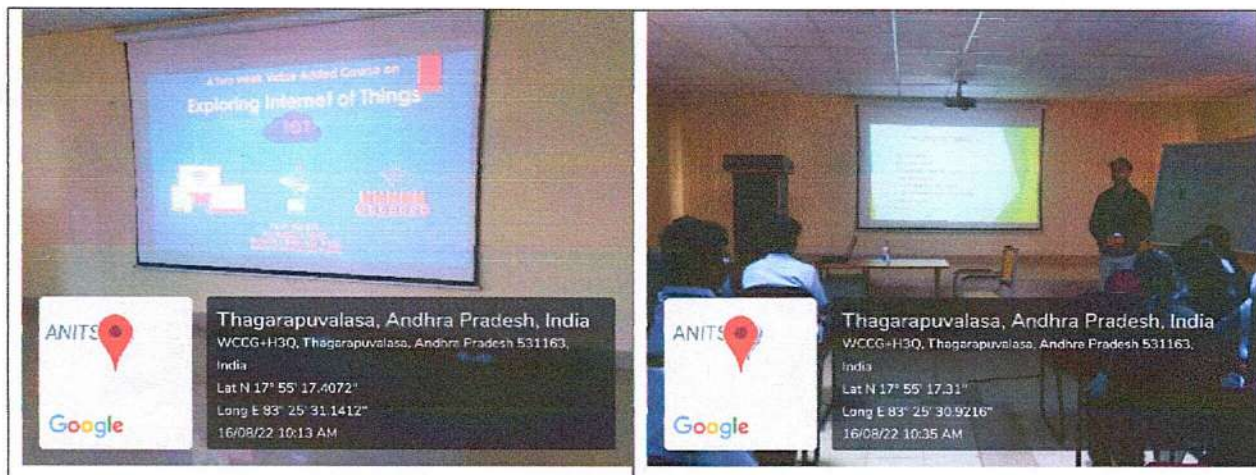 A Two Week Value Added Course on
Exploring Internet of Things
IOT
ANITS
Google
Thagarapuvalasa, Andhra Pradesh, India
WCCG+H3Q, Thagarapuvalasa, Andhra Pradesh 531163,
India
Lat N 17° 55' 17.4072"
Long E 83° 25' 31.1412"
16/08/22 10:13 AM
ANITS
Google
Thagarapuvalasa, Andhra Pradesh, India
WCCG+H3Q, Thagarapuvalasa, Andhra Pradesh 531163,
India
Lat N 17° 55' 17.31"
Long E 83° 25' 30.9216"
16/08/22 10:35 AM